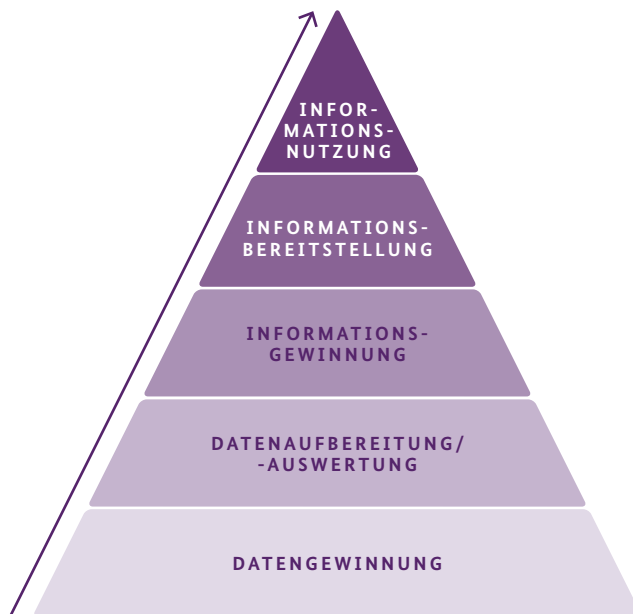 INFOR-
MATIONS-
NUTZUNG
INFORMATIONS-
BEREITSTELLUNG
INFORMATIONS-
GEWINNUNG
DATENAUFBEREITUNG/
-AUSWERTUNG
DATENGEWINNUNG